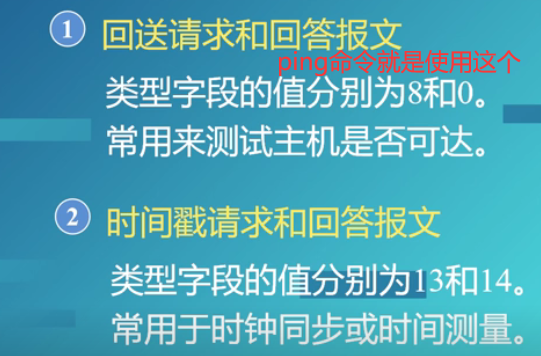 1 回送请求和回答报文
ping命令就是使用这个
类型字段的值分别为8和0。
常用来测试主机是否可达。
2 时间戳请求和回答报文
类型字段的值分别为13和14。
常用于时钟同步或时间测量。